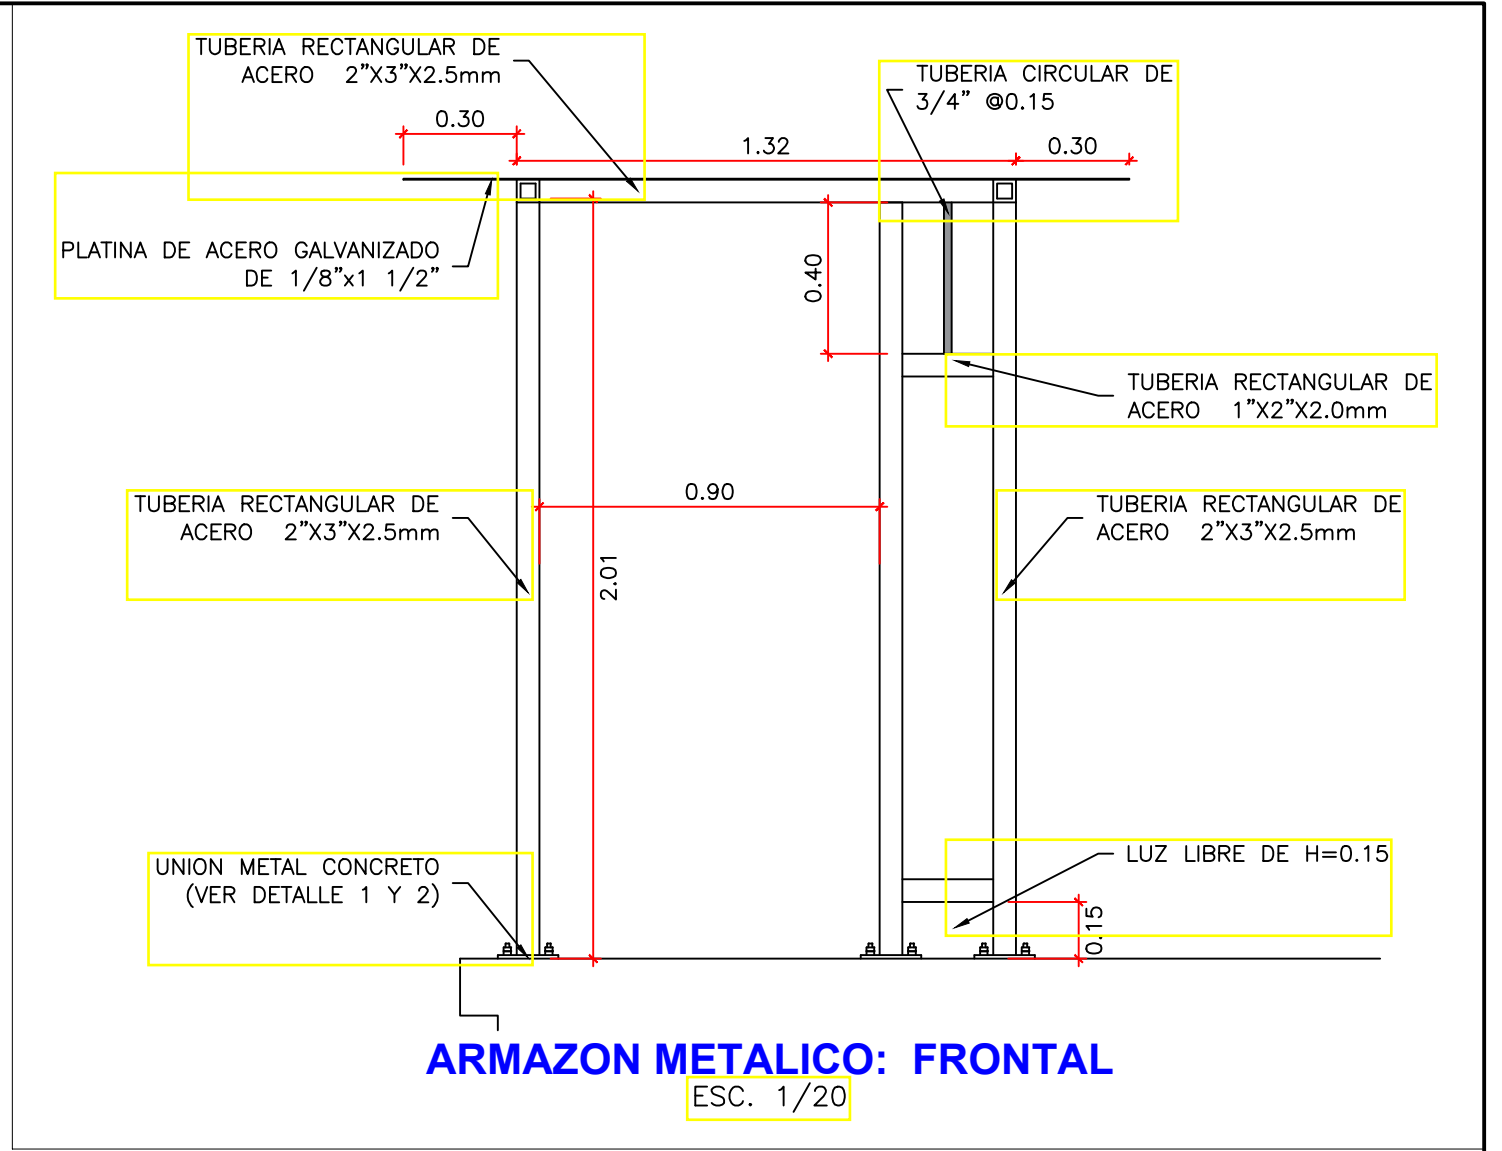 TUBERIA RECTANGULAR DE
ACERO 2”X3”X2.5mm
TUBERIA CIRCULAR DE
3/4” @0.15
0.30
1.32
0.30
PLATINA DE ACERO GALVANIZADO
DE 1/8”x1 1/2”
0.40
TUBERIA RECTANGULAR DE
ACERO 1”X2”X2.0mm
TUBERIA RECTANGULAR DE
ACERO 2”X3”X2.5mm
0.90
2.01
TUBERIA RECTANGULAR DE
ACERO 2”X3”X2.5mm
UNION METAL CONCRETO
(VER DETALLE 1 Y 2)
LUZ LIBRE DE H=0.15
0.15
ARMAZON METALICO: FRONTAL
ESC. 1/20